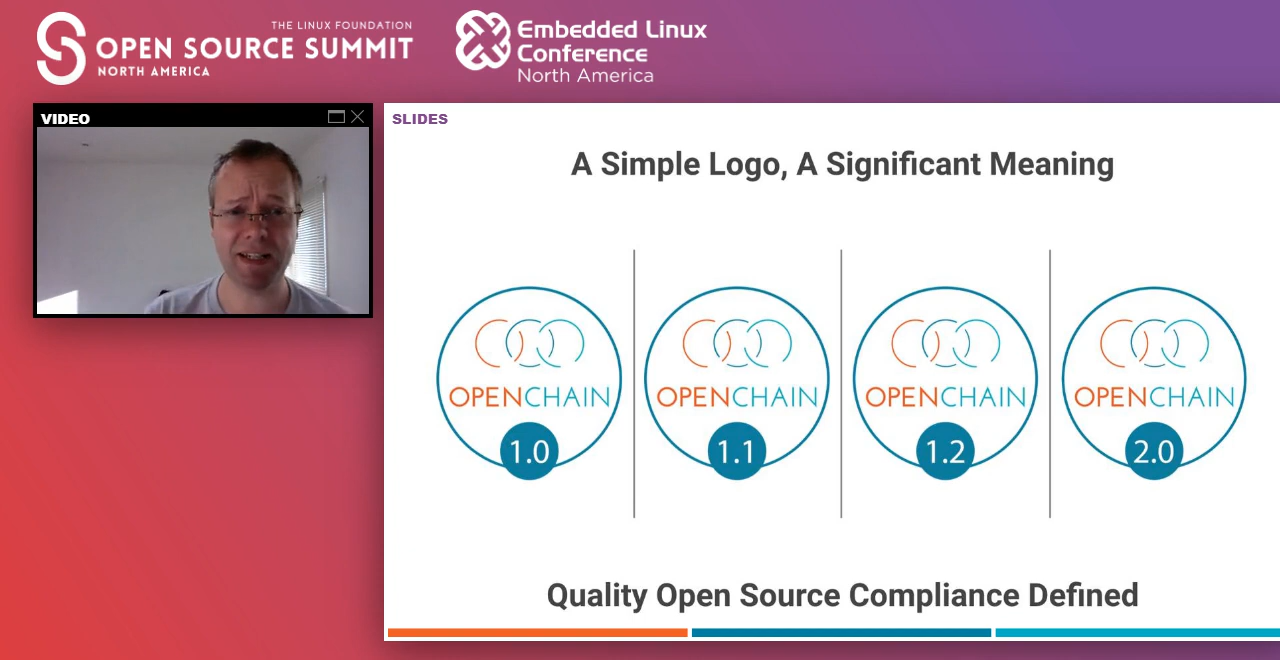 THE LINUX FOUNDATION
OPEN SOURCE SUMMIT
NORTH AMERICA
Embedded Linux
Conference
North America
VIDEO
SLIDES
A Simple Logo, A Significant Meaning
OPENCHAIN
1.0
OPENCHAIN
1.1
OPENCHAIN
1.2
OPENCHAIN
2.0
Quality Open Source Compliance Defined